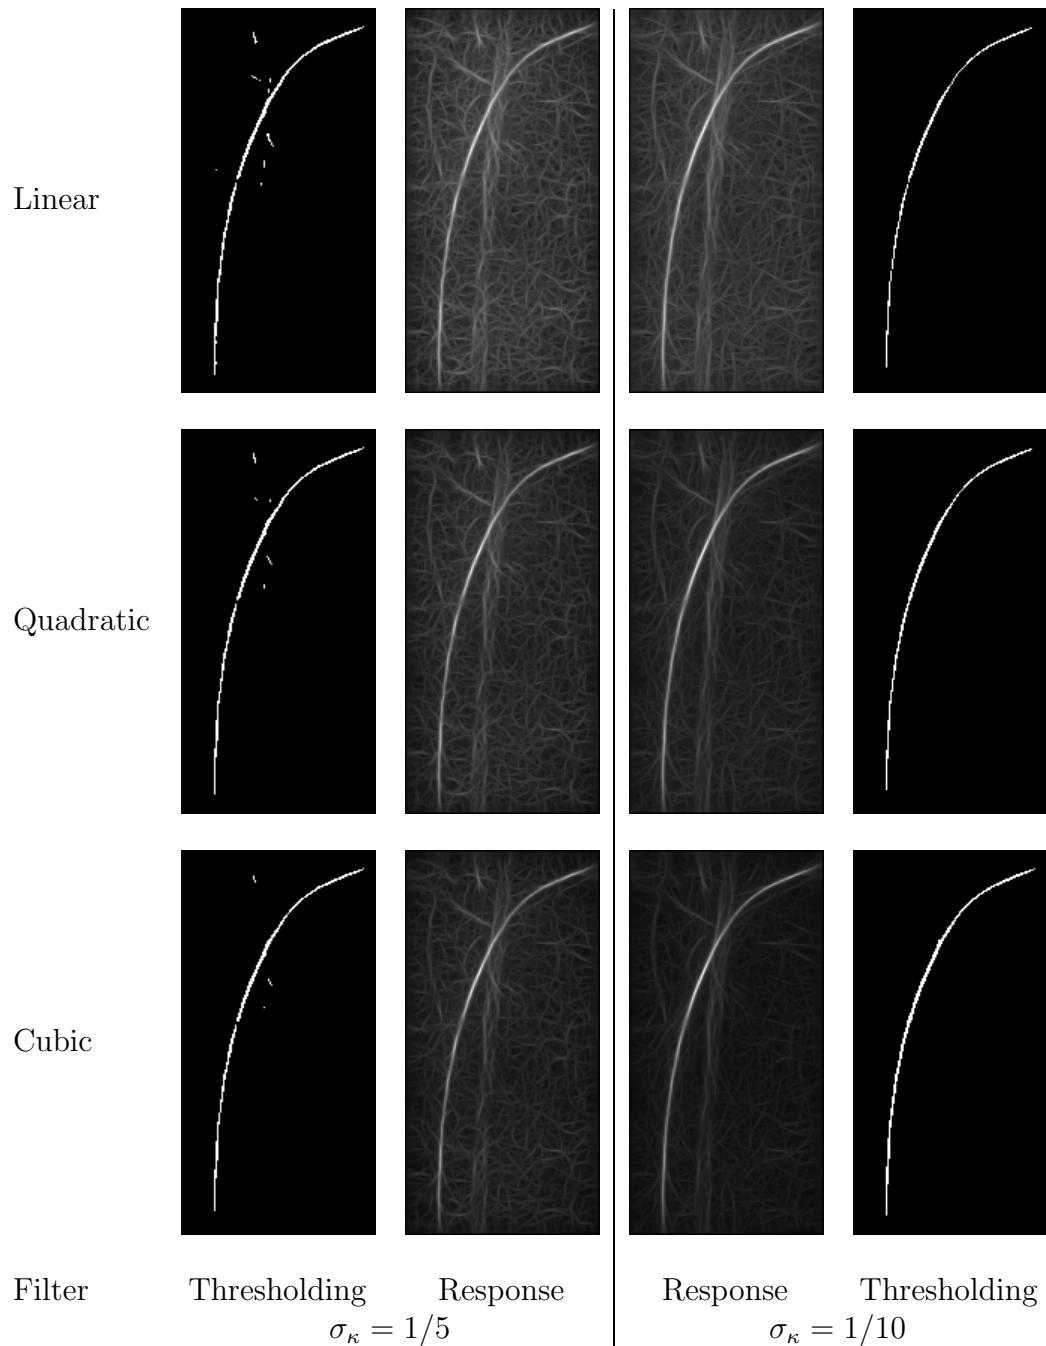 Linear
Quadratic
Cubic
Filter Thresholding Response Response Thresholding
σκ = 1/5 σκ = 1/10